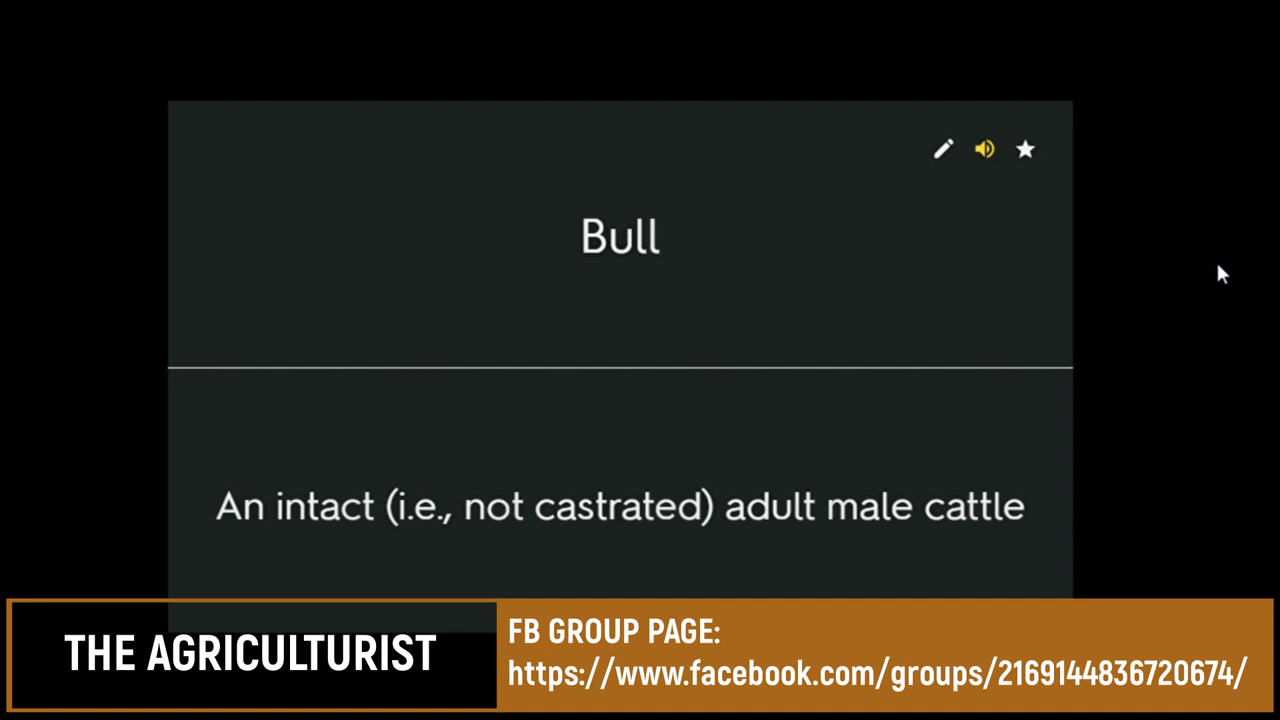 Bull
An intact (i.e., not castrated) adult male cattle
THE AGRICULTURIST
FB GROUP PAGE:
https://www.facebook.com/groups/2169144836720674/